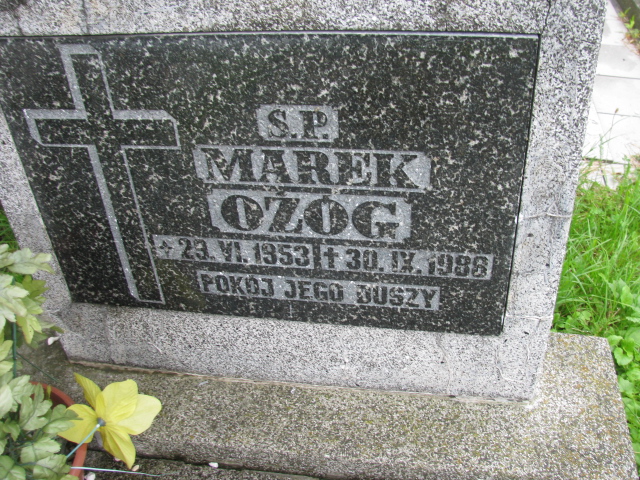 Ś.P.
MAREK
OŻÓG
* 23.VI.1953 † 30.IX.1986
POKÓJ JEGO DUSZY